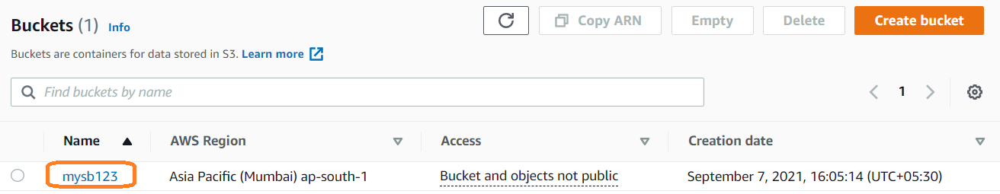 Buckets (1) Info
Copy ARN Empty Delete Create bucket
Buckets are containers for data stored in S3. Learn more
Find buckets by name
1
Name AWS Region Access Creation date
mysb123 Asia Pacific (Mumbai) ap-south-1 Bucket and objects not public September 7, 2021, 16:05:14 (UTC+05:30)